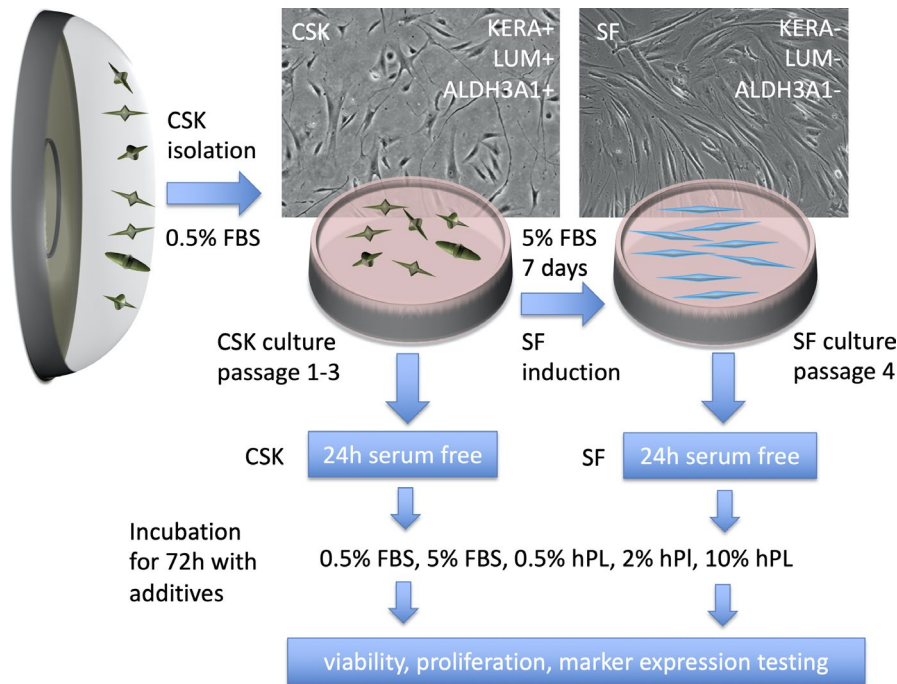 CSK
KERA+
LUM+
ALDH3A1+
SF
KERA-
LUM-
ALDH3A1-
CSK
isolation
0.5% FBS
5% FBS
7 days
SF
induction
CSK culture
passage 1-3
SF culture
passage 4
CSK
24h serum free
SF
24h serum free
Incubation
for 72h with
additives
0.5% FBS, 5% FBS, 0.5% hPL, 2% hPl, 10% hPL
viability, proliferation, marker expression testing